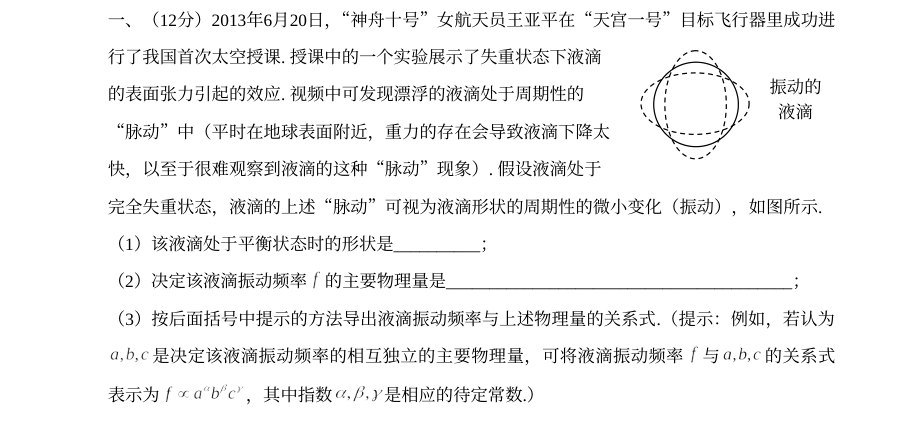 一、（12分）2013年6月20日，“神舟十号”女航天员王亚平在“天宫一号”目标飞行器里成功进
行了我国首次太空授课. 授课中的一个实验展示了失重状态下液滴
的表面张力引起的效应. 视频中可发现漂浮的液滴处于周期性的
“脉动”中（平时在地球表面附近，重力的存在会导致液滴下降太
快，以至于很难观察到液滴的这种“脉动”现象）. 假设液滴处于
完全失重状态，液滴的上述“脉动”可视为液滴形状的周期性的微小变化（振动），如图所示.
振动的
液滴
（1）该液滴处于平衡状态时的形状是__________；
（2）决定该液滴振动频率 f 的主要物理量是________________________________________；
（3）按后面括号中提示的方法导出液滴振动频率与上述物理量的关系式.（提示：例如，若认为
a,b,c 是决定该液滴振动频率的相互独立的主要物理量，可将液滴振动频率 f 与 a,b,c 的关系式
表示为 f ∝ a^α b^β c^γ，其中指数 α,β,γ 是相应的待定常数.）